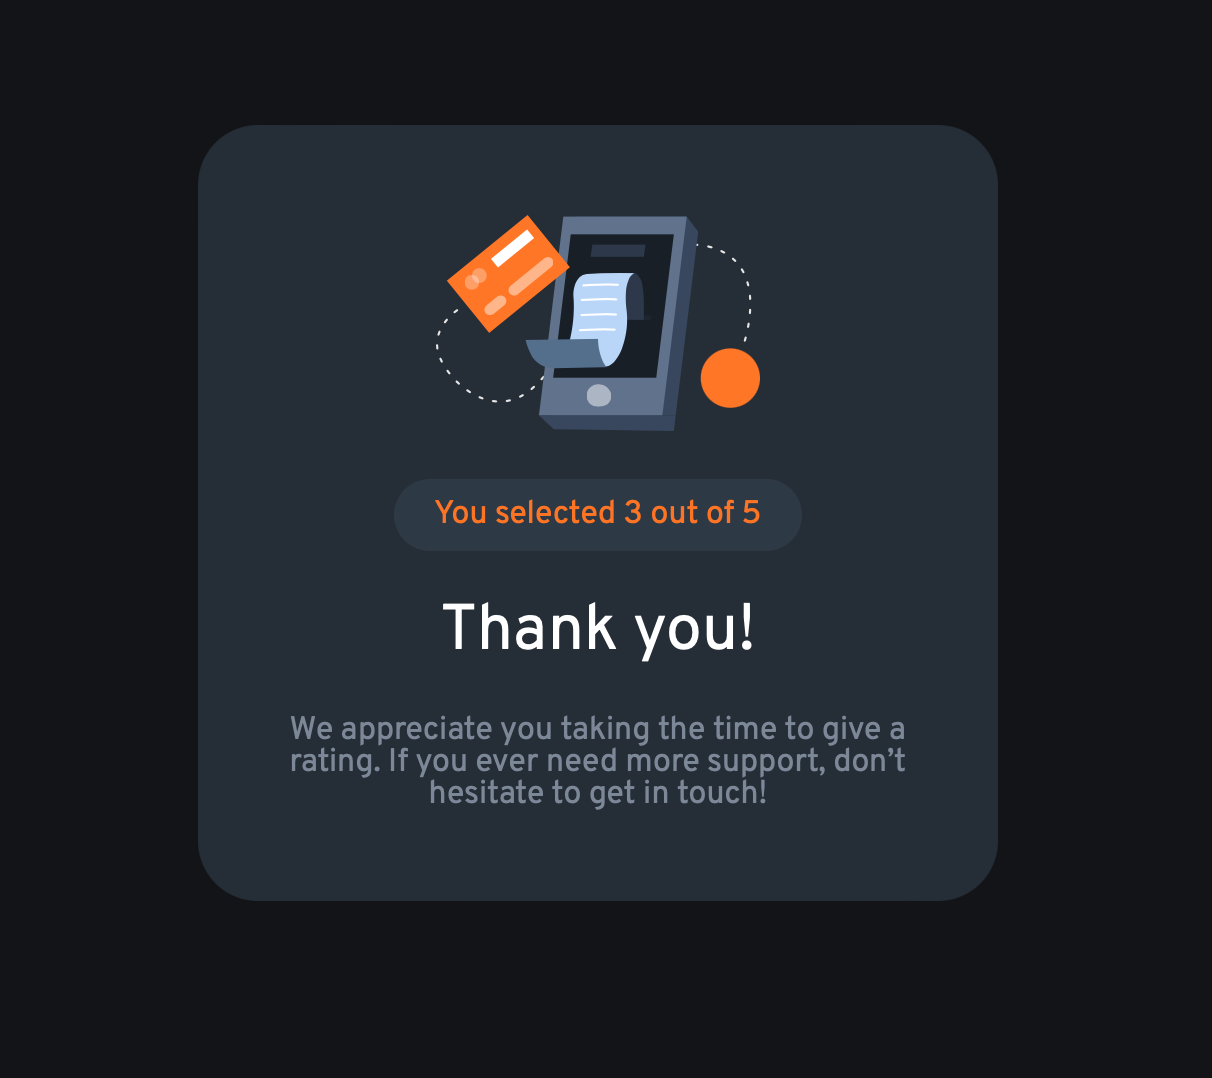 You selected 3 out of 5
Thank you!
We appreciate you taking the time to give a
rating. If you ever need more support, don’t
hesitate to get in touch!